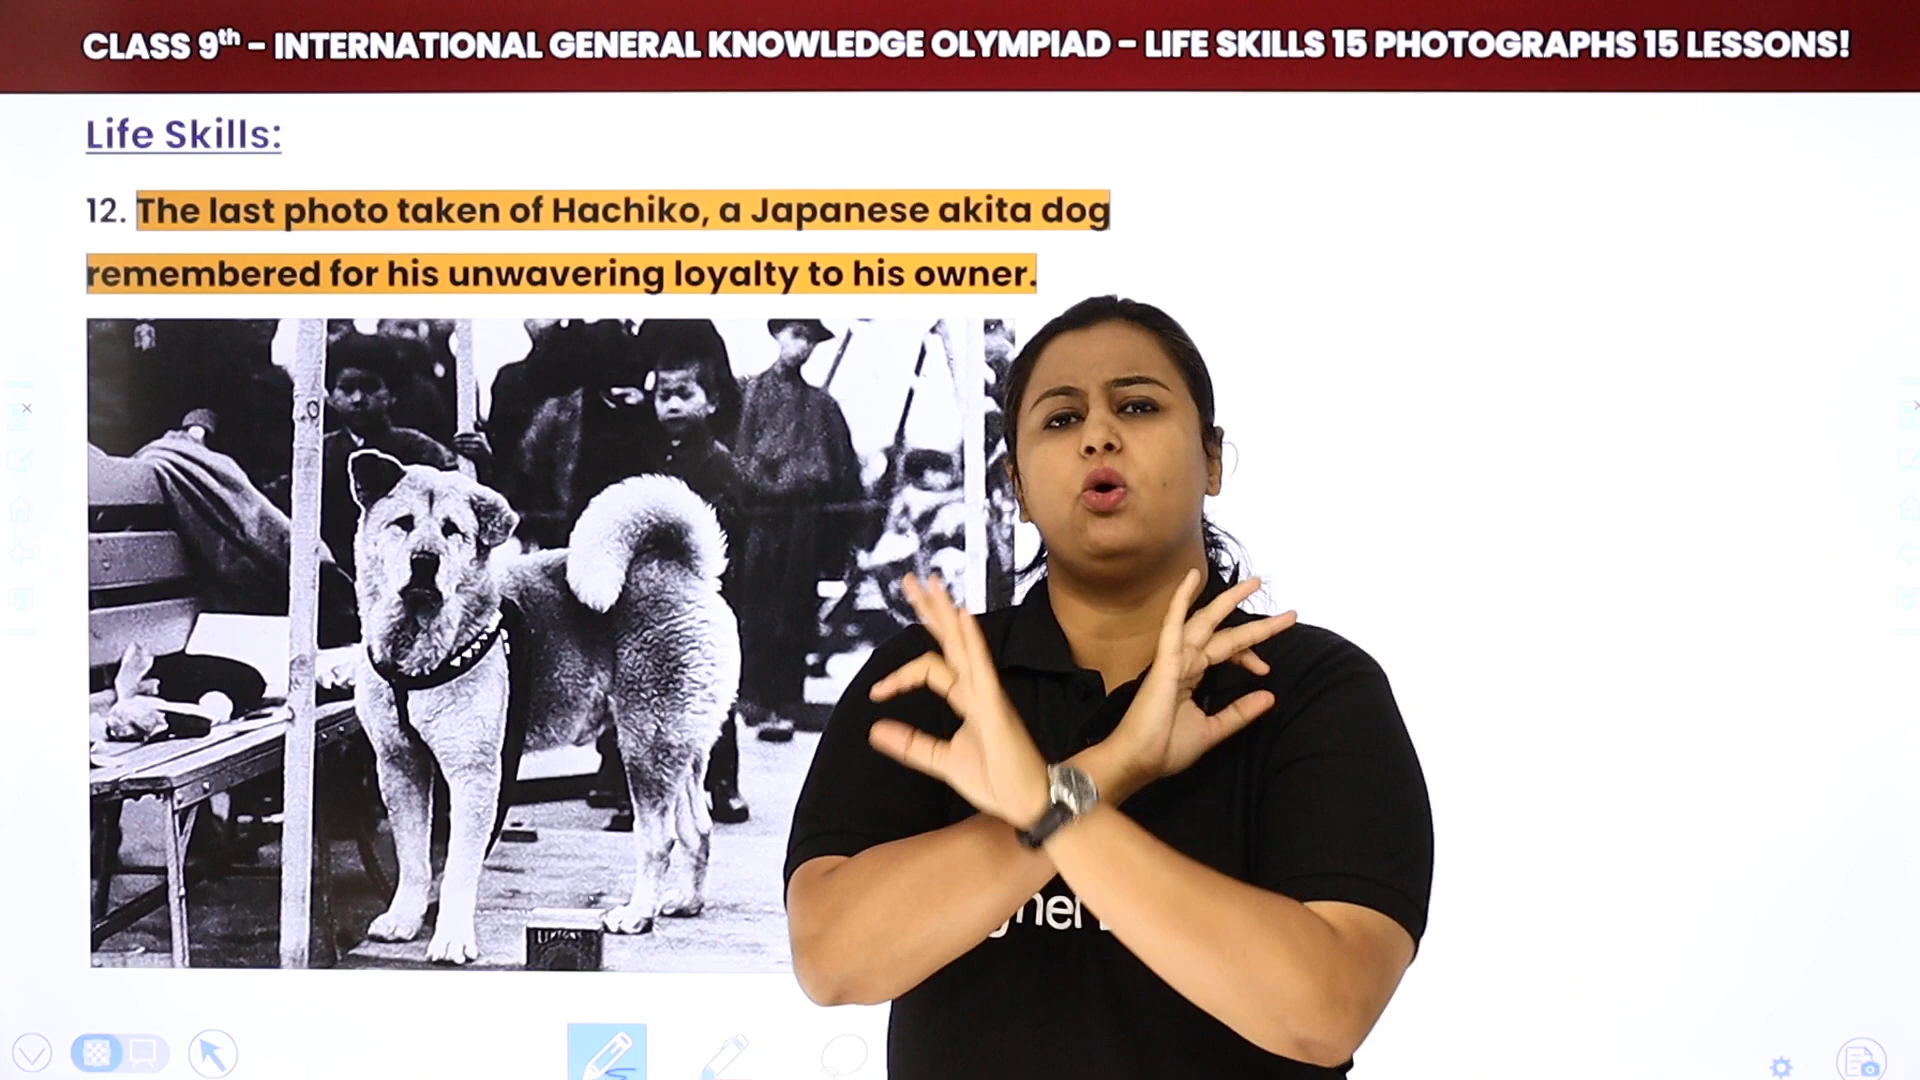 CLASS 9th - INTERNATIONAL GENERAL KNOWLEDGE OLYMPIAD - LIFE SKILLS 15 PHOTOGRAPHS 15 LESSONS!
Life Skills:
12. The last photo taken of Hachiko, a Japanese akita dog
remembered for his unwavering loyalty to his owner.